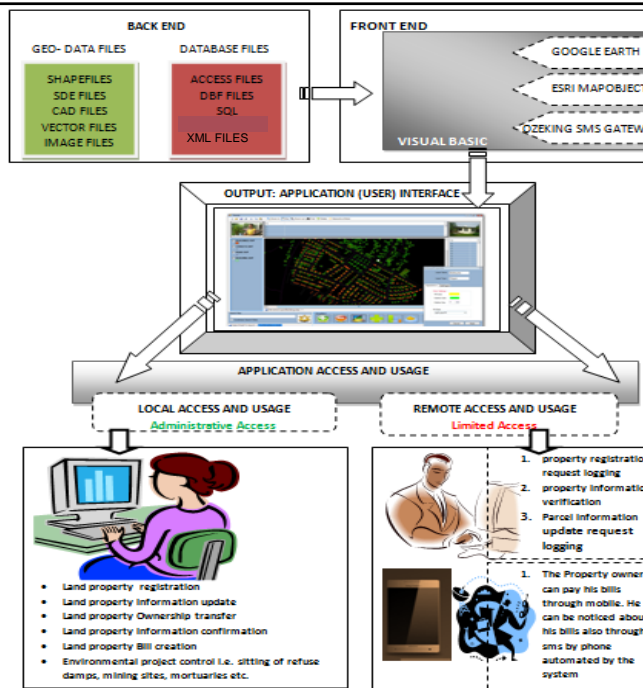 BACK END
GEO- DATA FILES
DATABASE FILES
SHAPEFILES
SDE FILES
CAD FILES
VECTOR FILES
IMAGE FILES
ACCESS FILES
DBF FILES
SQL
XML FILES
FRONT END
GOOGLE EARTH
ESRI MAPOBJECT
OZEKING SMS GATEW
VISUAL BASIC
OUTPUT: APPLICATION (USER) INTERFACE
APPLICATION ACCESS AND USAGE
LOCAL ACCESS AND USAGE
Administrative Access
REMOTE ACCESS AND USAGE
Limited Access
• Land property registration
• Land property Information update
• Land property Ownership transfer
• Land property Information confirmation
• Land property Bill creation
• Environmental project control i.e. sitting of refuse
damps, mining sites, mortuaries etc.
1. property registratio
request logging
2. property Informatio
verification
3. Parcel Information
update request
logging
1. The Property owner
can pay his bills
through mobile. He
can be noticed abou
his bills also through
sms by phone
automated by the
system